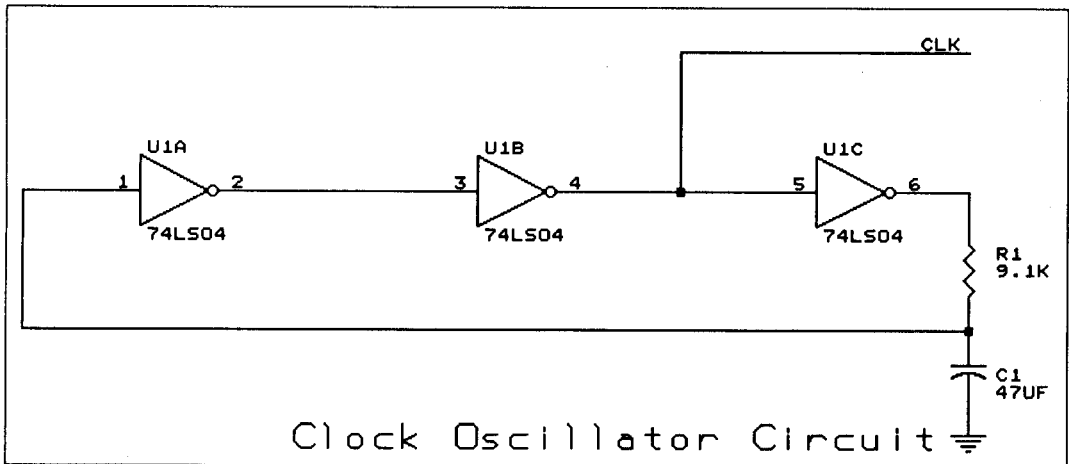 CLK
U1A
U1B
U1C
1
2
3
4
5
6
74LS04
74LS04
74LS04
R1
9.1K
C1
47UF
Clock Oscillator Circuit